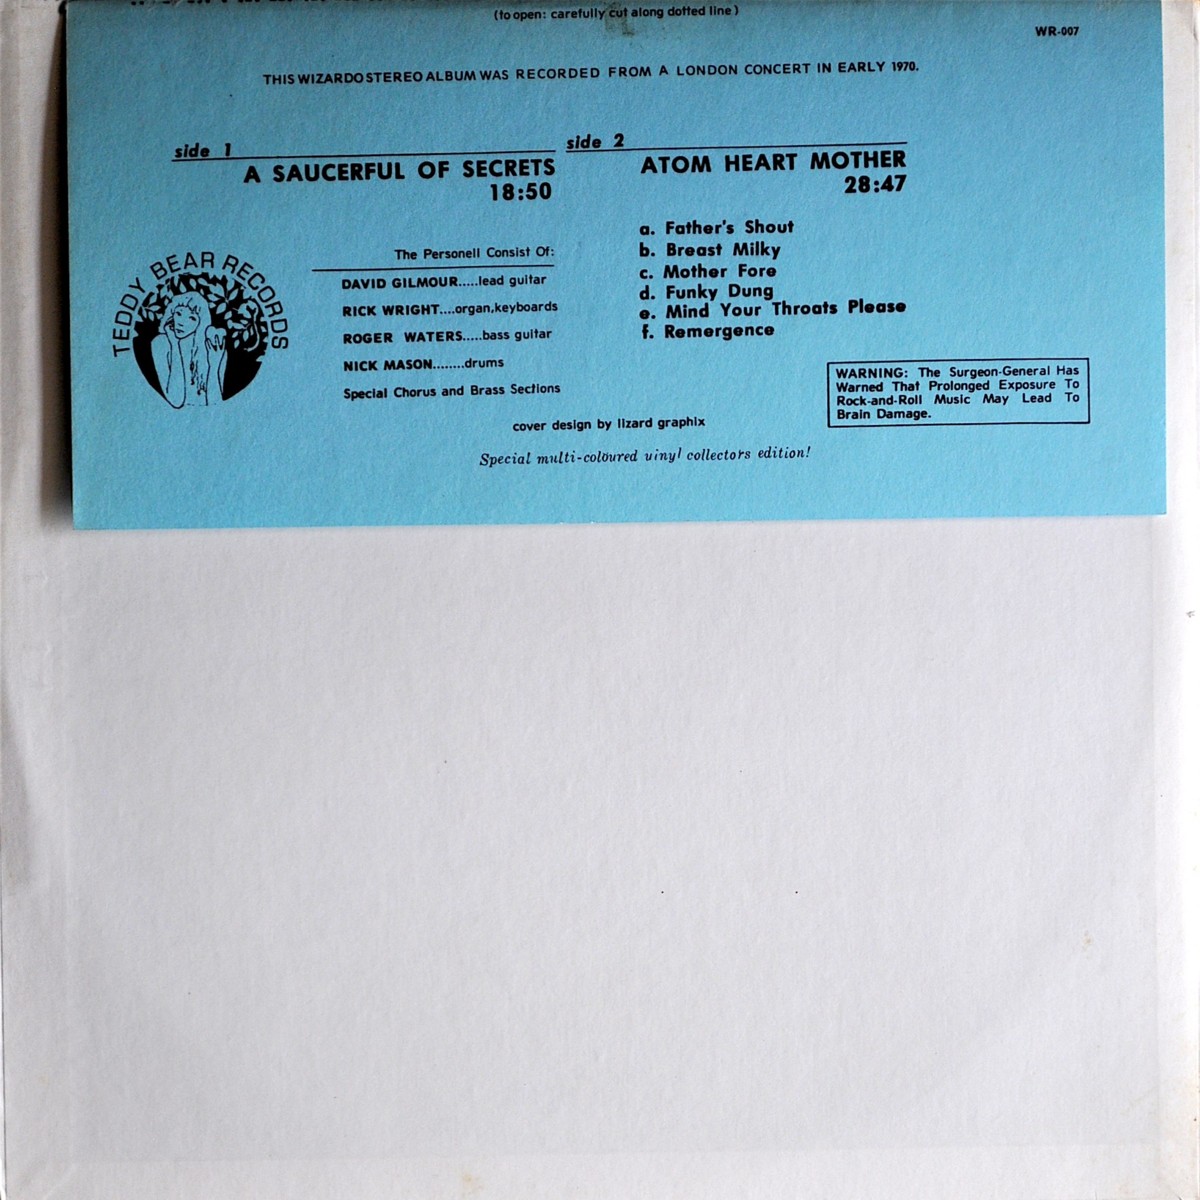 (to open: carefully cut along dotted line)
WR-007
THIS WIZARDO STEREO ALBUM WAS RECORDED FROM A LONDON CONCERT IN EARLY 1970.
side 1
A SAUCERFUL OF SECRETS
18:50
The Personell Consist Of:
DAVID GILMOUR.....lead guitar
RICK WRIGHT....organ,keyboards
ROGER WATERS.....bass guitar
NICK MASON........drums
Special Chorus and Brass Sections
side 2
ATOM HEART MOTHER
28:47
a. Father's Shout
b. Breast Milky
c. Mother Fore
d. Funky Dung
e. Mind Your Throats Please
f. Remergence
TEDDY BEAR RECORDS
WARNING: The Surgeon-General Has
Warned That Prolonged Exposure To
Rock-and-Roll Music May Lead To
Brain Damage.
cover design by lizard graphix
Special multi-coloured vinyl collectors edition!